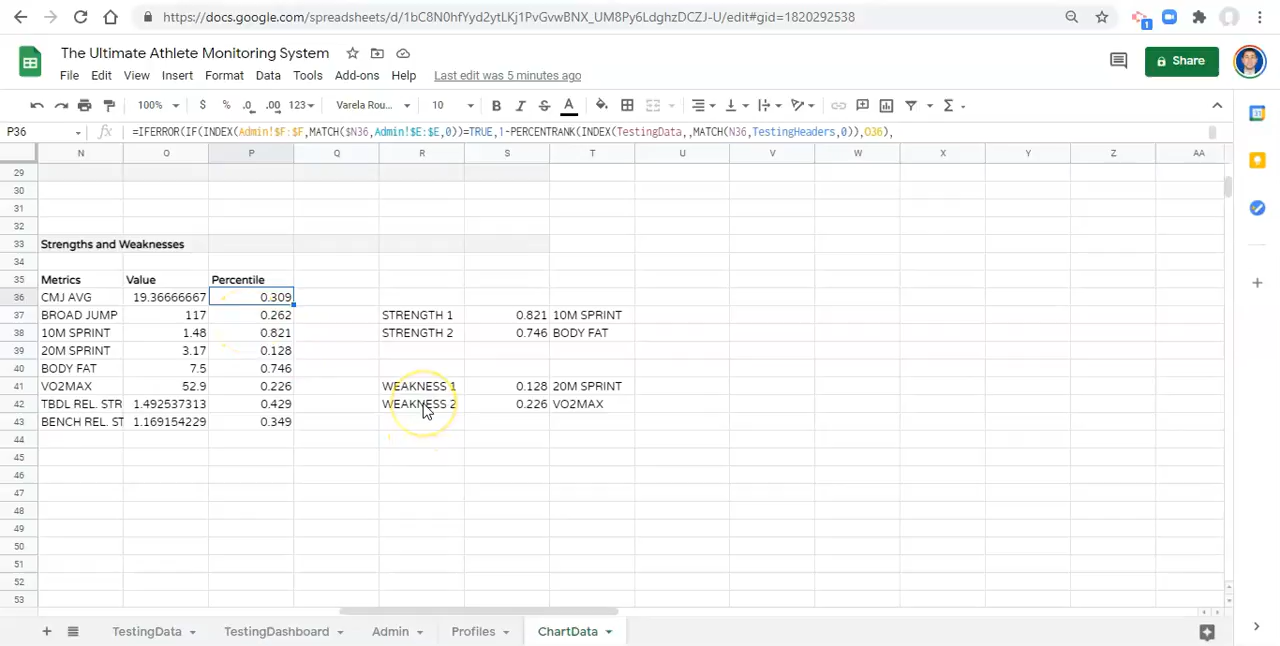 https://docs.google.com/spreadsheets/d/1bC8N0hfYyd2ytLKj1PvGvwBNX_UM8Py6LdghzDCZJ-U/edit#gid=1820292538
1
The Ultimate Athlete Monitoring System
File Edit View Insert Format Data Tools Add-ons Help Last edit was 5 minutes ago
Share
100% $ % .0 .00 123 Varela Rou... 10 B I S A
P36 fx =IFERROR(IF(INDEX(Admin!$F:$F,MATCH($N36,Admin!$E:$E,0))=TRUE,1-PERCENTRANK(INDEX(TestingData,,MATCH(N36,TestingHeaders,0)),O36),
N O P Q R S T U V W X Y Z AA
29
30
31
32
33 Strengths and Weaknesses
34
35 Metrics Value Percentile
36 CMJ AVG 19.36666667 0.309
37 BROAD JUMP 117 0.262 STRENGTH 1 0.821 10M SPRINT
38 10M SPRINT 1.48 0.821 STRENGTH 2 0.746 BODY FAT
39 20M SPRINT 3.17 0.128
40 BODY FAT 7.5 0.746
41 VO2MAX 52.9 0.226 WEAKNESS 1 0.128 20M SPRINT
42 TBDL REL. STR 1.492537313 0.429 WEAKNESS 2 0.226 VO2MAX
43 BENCH REL. ST 1.169154229 0.349
44
45
46
47
48
49
50
51
52
53
TestingData TestingDashboard Admin Profiles ChartData